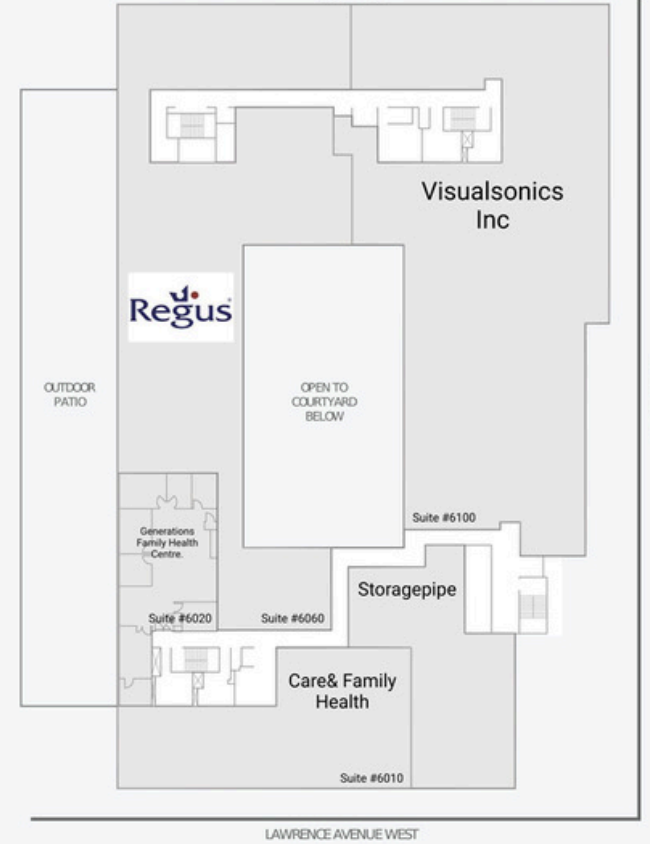 Visualsonics
Inc
Regus
OUTDOOR
PATIO
OPEN TO
COURTYARD
BELOW
Suite #6100
Generations
Family Health
Centre.
Storagepipe
Suite #6020
Suite #6060
Care& Family
Health
Suite #6010
LAWRENCE AVENUE WEST